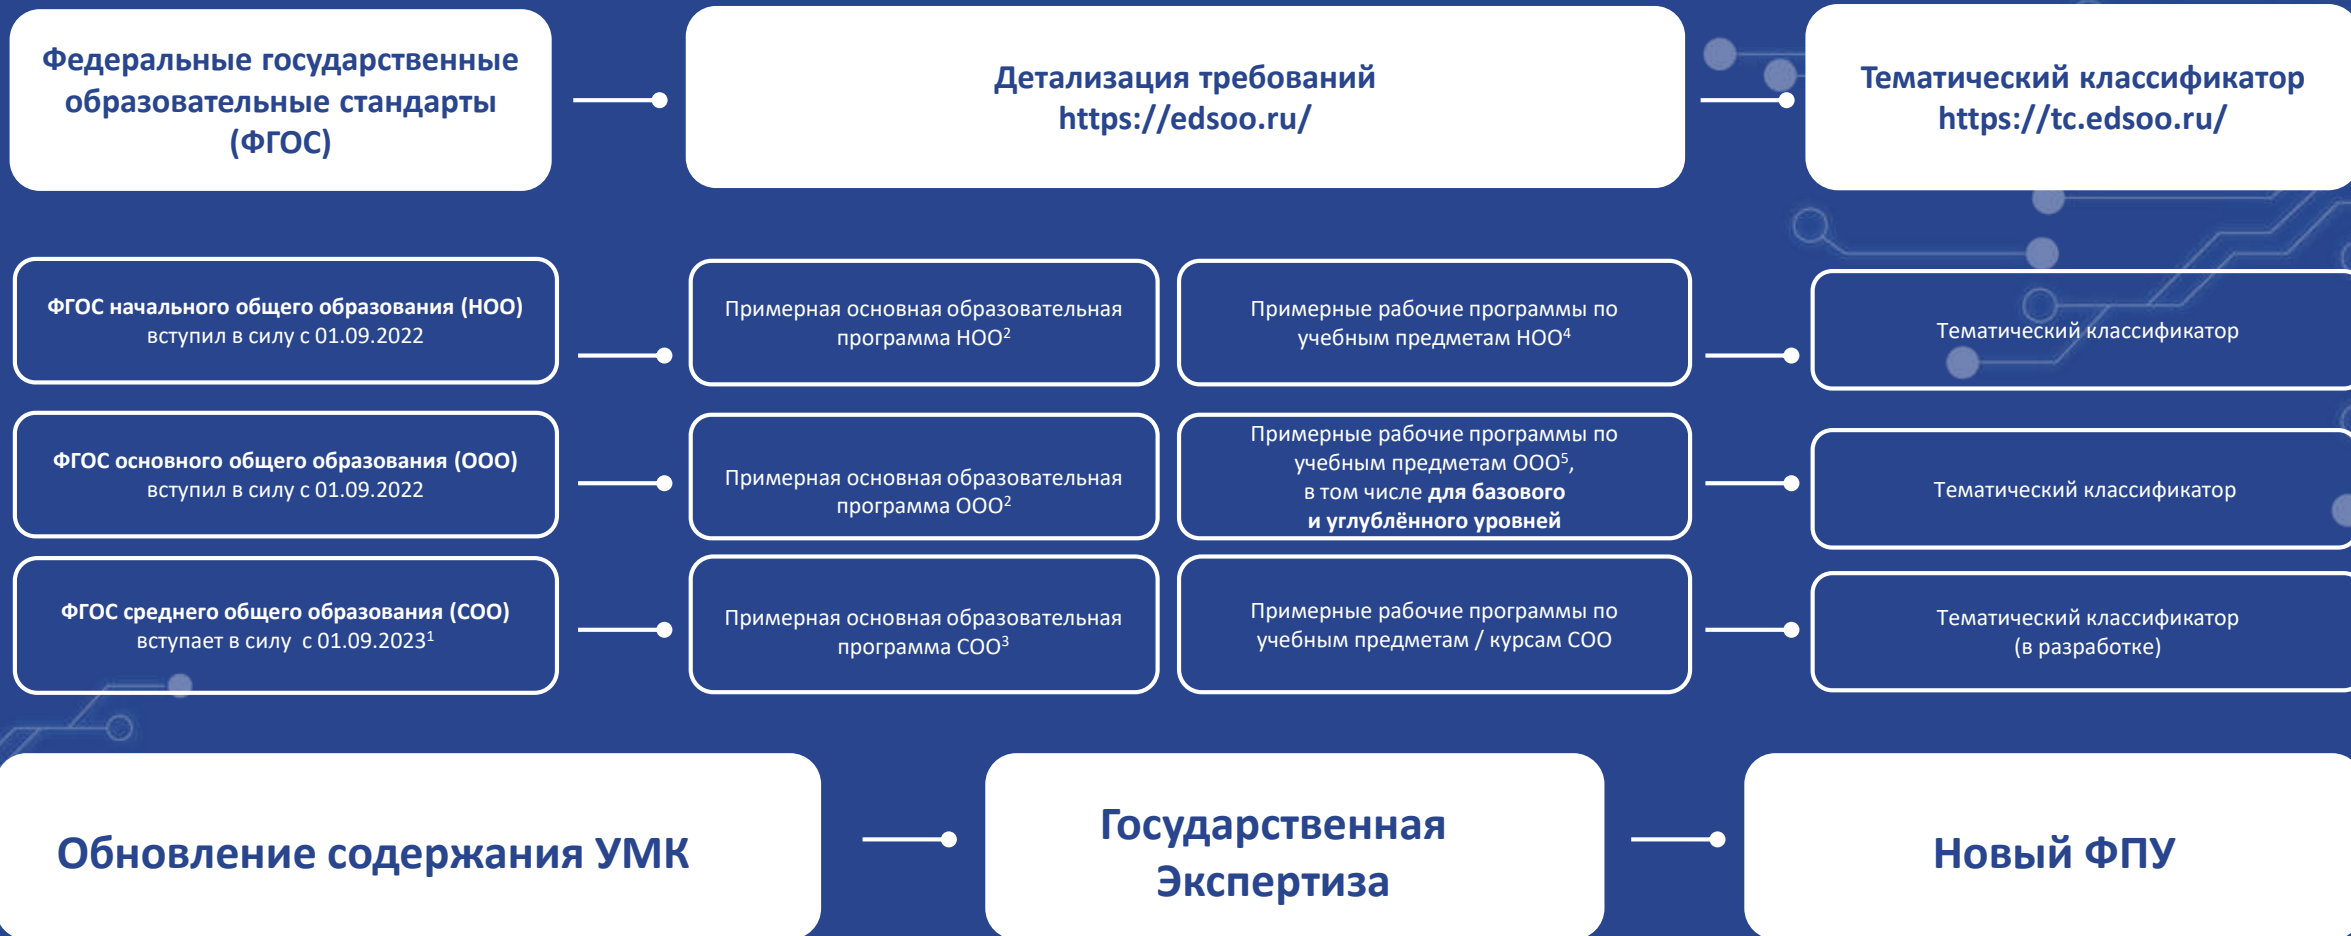 Федеральные государственные
образовательные стандарты
(ФГОС)
Детализация требований
https://edsoo.ru/
Тематический классификатор
https://tc.edsoo.ru/
ФГОС начального общего образования (НОО)
вступил в силу с 01.09.2022
Примерная основная образовательная
программа НОО²
Примерные рабочие программы по
учебным предметам НОО⁴
Тематический классификатор
ФГОС основного общего образования (ООО)
вступил в силу с 01.09.2022
Примерная основная образовательная
программа ООО²
Примерные рабочие программы по
учебным предметам ООО⁵,
в том числе для базового
и углублённого уровней
Тематический классификатор
ФГОС среднего общего образования (СОО)
вступает в силу с 01.09.2023¹
Примерная основная образовательная
программа СОО³
Примерные рабочие программы по
учебным предметам / курсам СОО
Тематический классификатор
(в разработке)
Обновление содержания УМК
Государственная
Экспертиза
Новый ФПУ